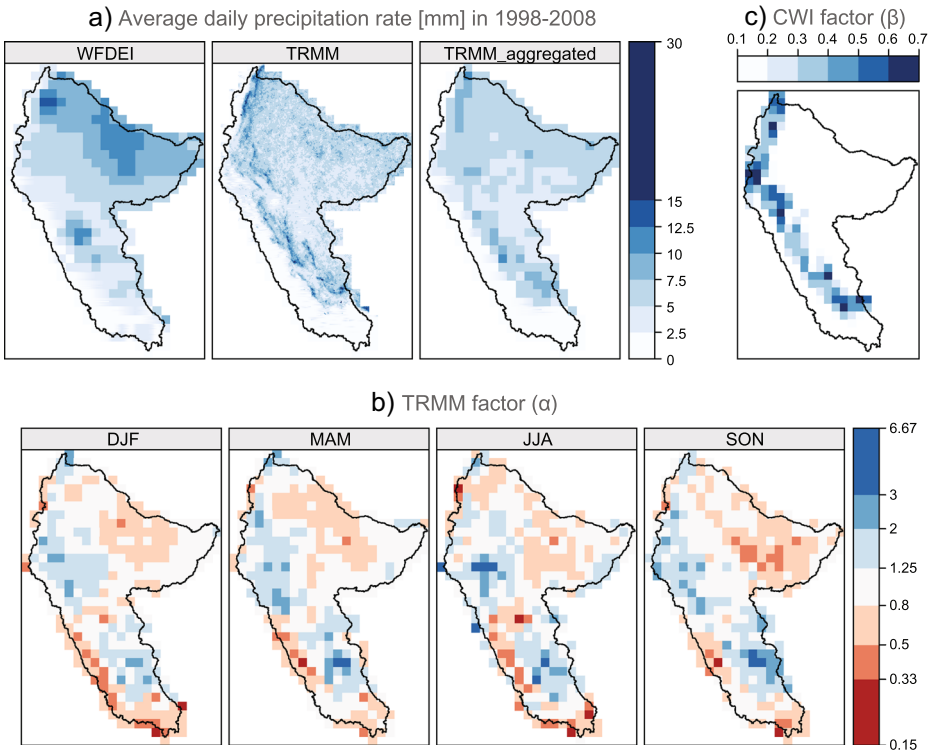 a) Average daily precipitation rate [mm] in 1998-2008
WFDEI
TRMM
TRMM_aggregated
30
15
12.5
10
7.5
5
2.5
0
c) CWI factor (β)
0.1 0.2 0.3 0.4 0.5 0.6 0.7
b) TRMM factor (α)
DJF
MAM
JJA
SON
6.67
3
2
1.25
0.8
0.5
0.33
0.15